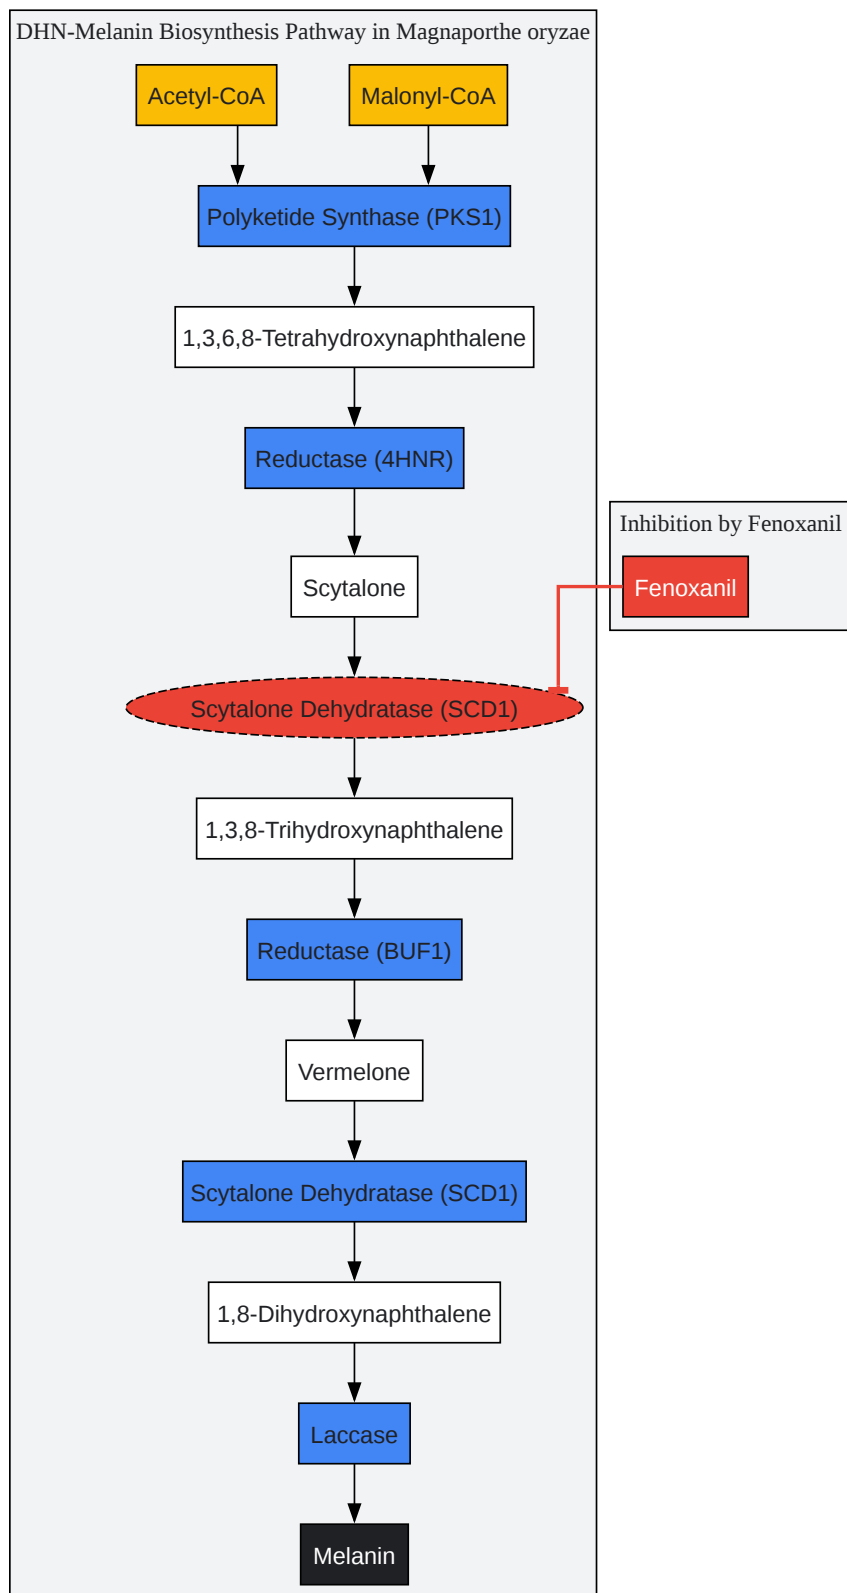 DHN-Melanin Biosynthesis Pathway in Magnaporthe oryzae
Acetyl-CoA
Malonyl-CoA
Polyketide Synthase (PKS1)
1,3,6,8-Tetrahydroxynaphthalene
Reductase (4HNR)
Inhibition by Fenoxanil
Scytalone
Fenoxanil
Scytalone Dehydratase (SCD1)
1,3,8-Trihydroxynaphthalene
Reductase (BUF1)
Vermelone
Scytalone Dehydratase (SCD1)
1,8-Dihydroxynaphthalene
Laccase
Melanin